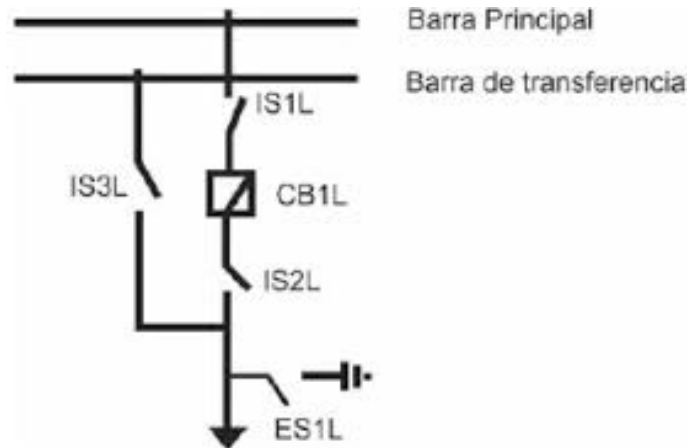 Barra Principal
Barra de transferencia
IS1L
IS3L
CB1L
IS2L
ES1L